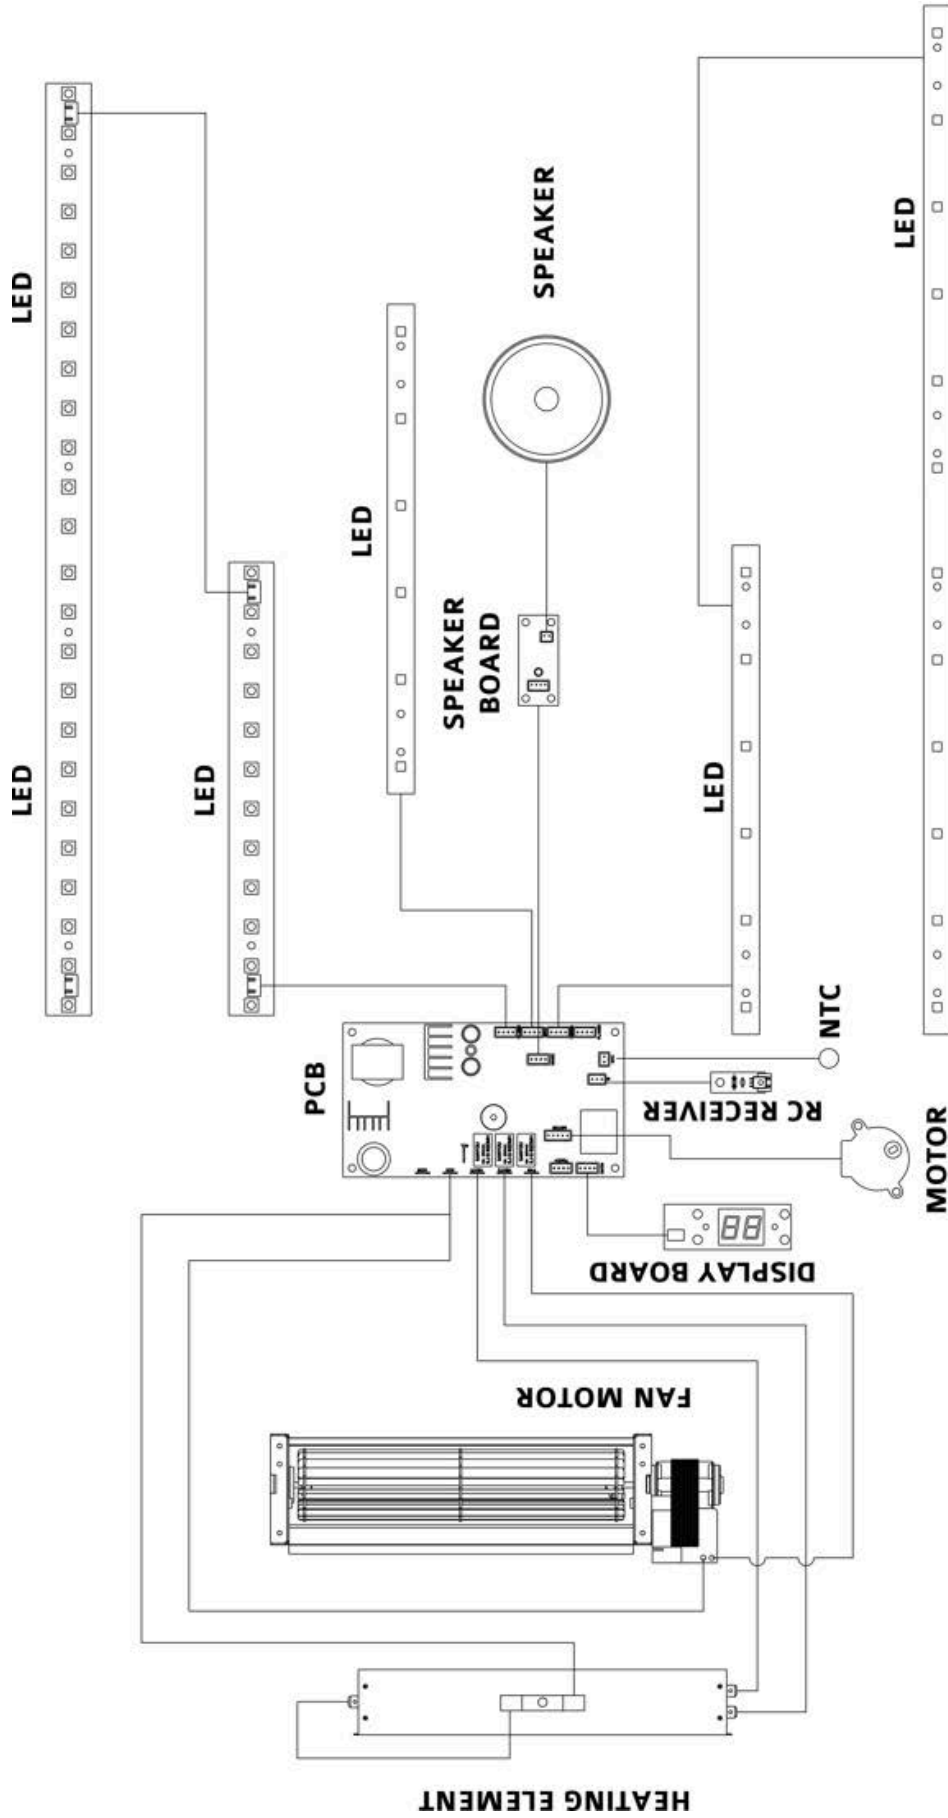 LED
LED
LED
LED
SPEAKER
SPEAKER
BOARD
LED
LED
PCB
NTC
RC RECEIVER
MOTOR
DISPLAY BOARD
88
FAN MOTOR
HEATING ELEMENT